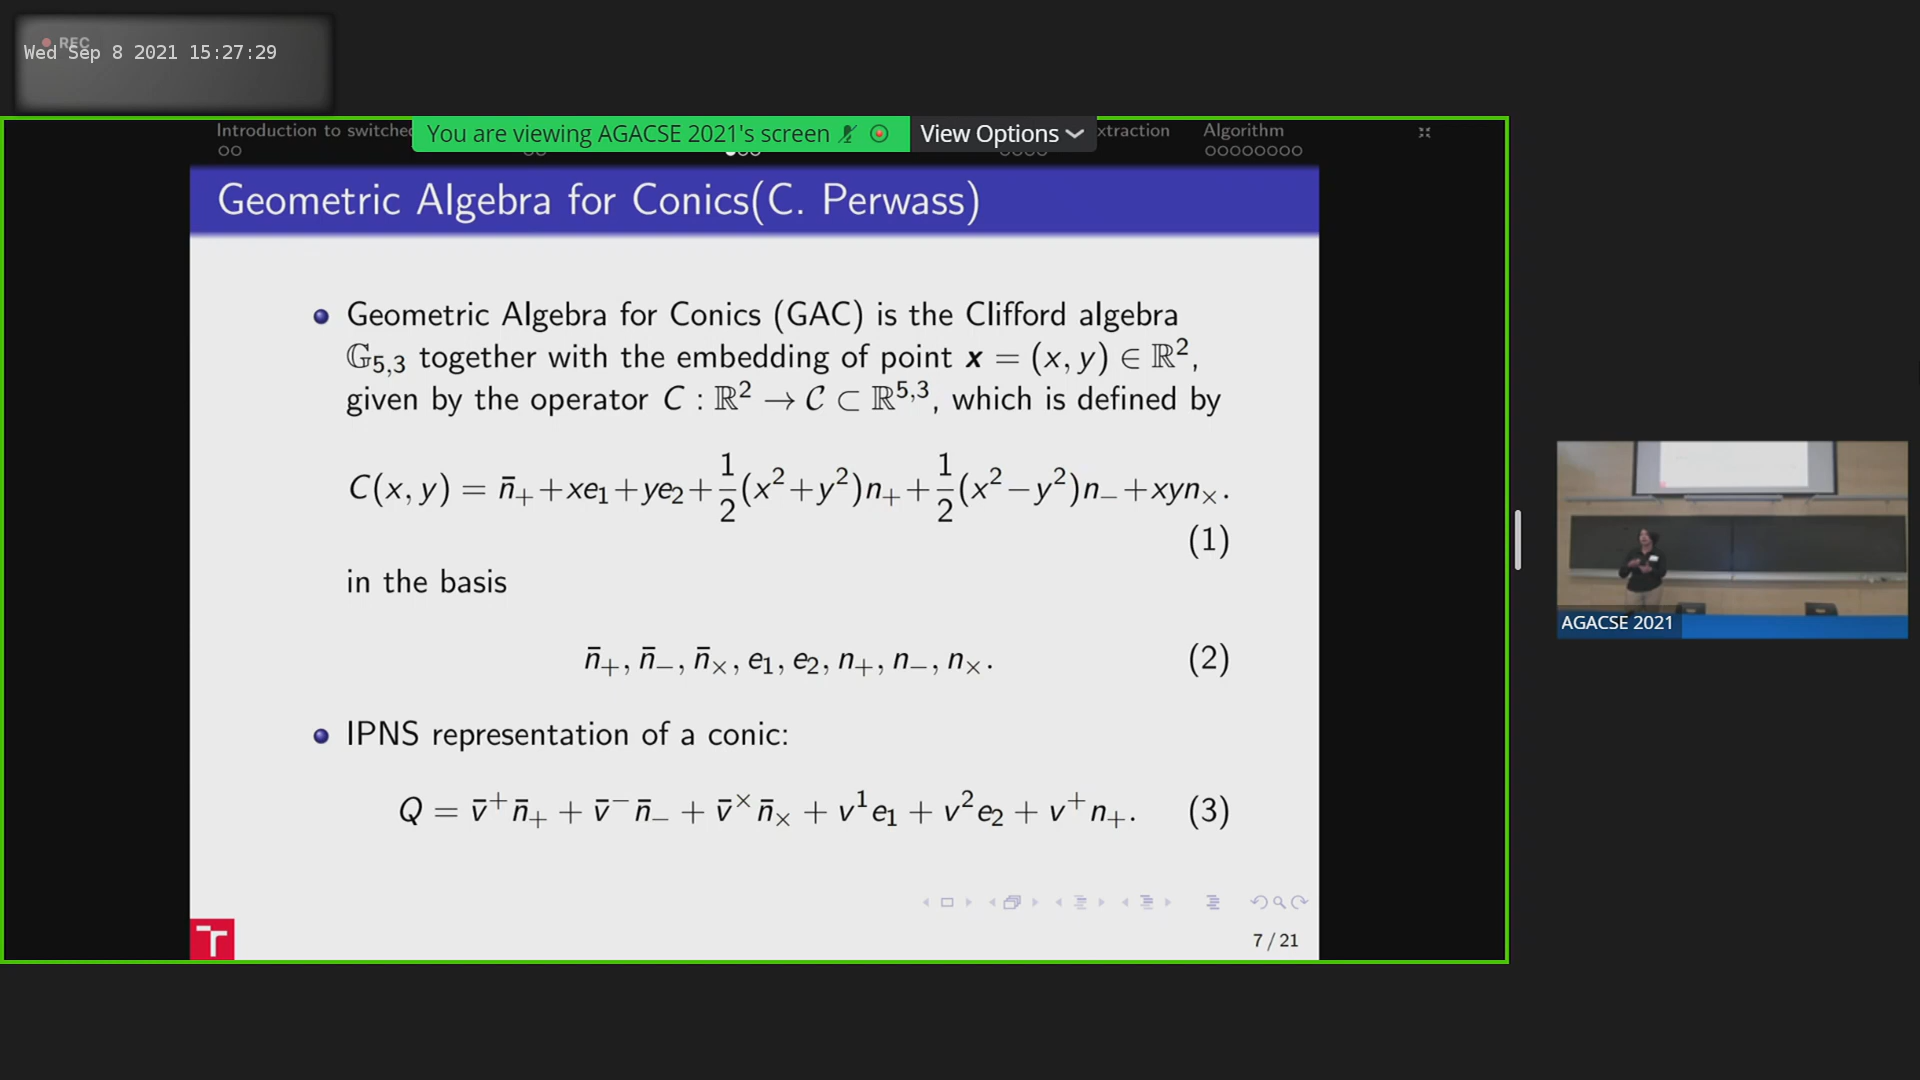 REC
Wed Sep 8 2021 15:27:29
Introduction to switched
You are viewing AGACSE 2021's screen
View Options
xtraction
Algorithm
Geometric Algebra for Conics(C. Perwass)
Geometric Algebra for Conics (GAC) is the Clifford algebra
𝔾₅,₃ together with the embedding of point x = (x, y) ∈ ℝ²,
given by the operator C : ℝ² → 𝒞 ⊂ ℝ⁵,³, which is defined by
C(x, y) = n̄₊ + xe₁ + ye₂ + 1/2(x² + y²)n₊ + 1/2(x² − y²)n₋ + xyn×.
(1)
in the basis
n̄₊, n̄₋, n̄×, e₁, e₂, n₊, n₋, n×. (2)
IPNS representation of a conic:
Q = v̄⁺n̄₊ + v̄⁻n̄₋ + v̄×n̄× + v¹e₁ + v²e₂ + v⁺n₊. (3)
7 / 21
AGACSE 2021